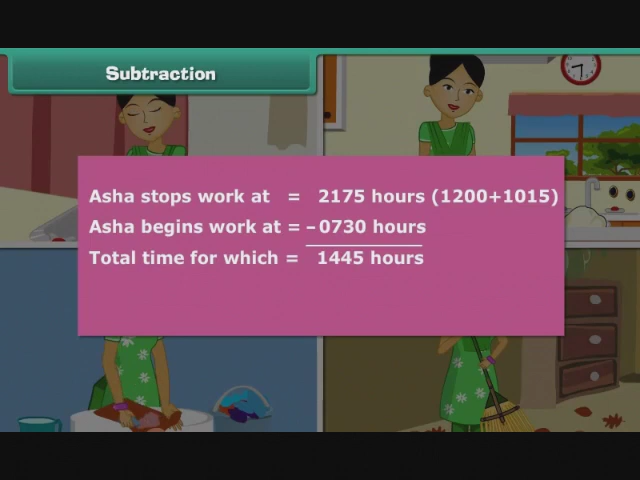 Subtraction
Asha stops work at = 2175 hours (1200+1015)
Asha begins work at = –0730 hours
Total time for which = 1445 hours